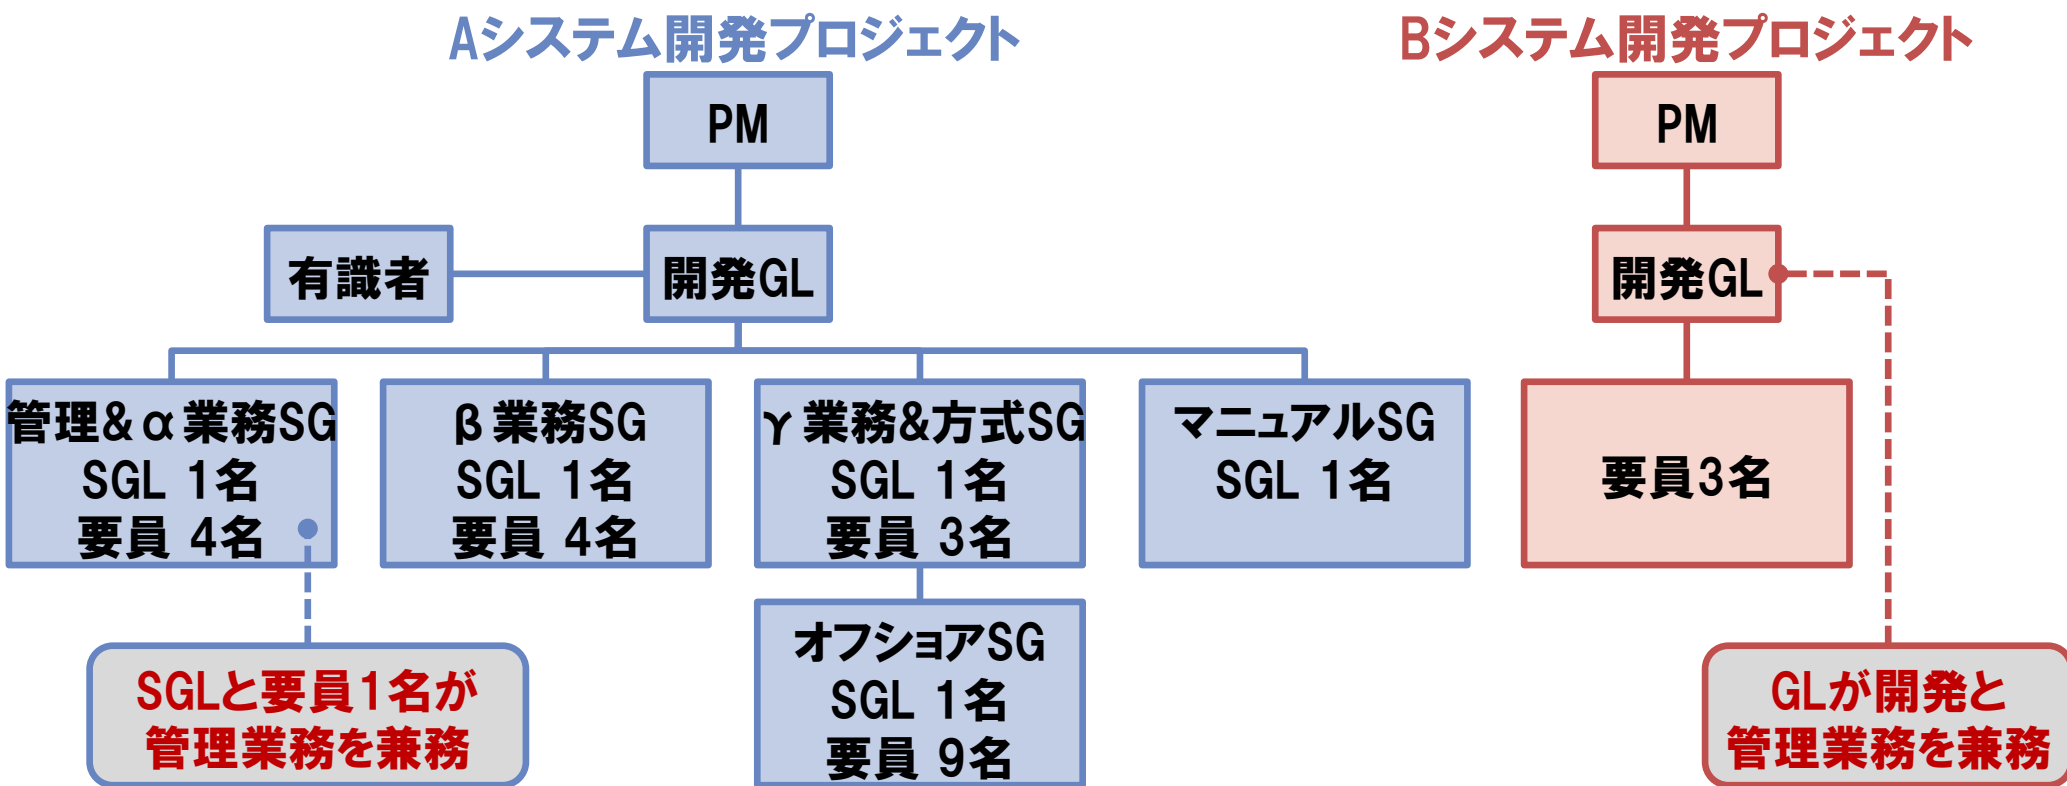 Aシステム開発プロジェクト
Bシステム開発プロジェクト
PM
PM
有識者
開発GL
開発GL
管理&α業務SG
SGL 1名
要員 4名
β業務SG
SGL 1名
要員 4名
γ業務&方式SG
SGL 1名
要員 3名
マニュアルSG
SGL 1名
要員3名
オフショアSG
SGL 1名
要員 9名
SGLと要員1名が
管理業務を兼務
GLが開発と
管理業務を兼務